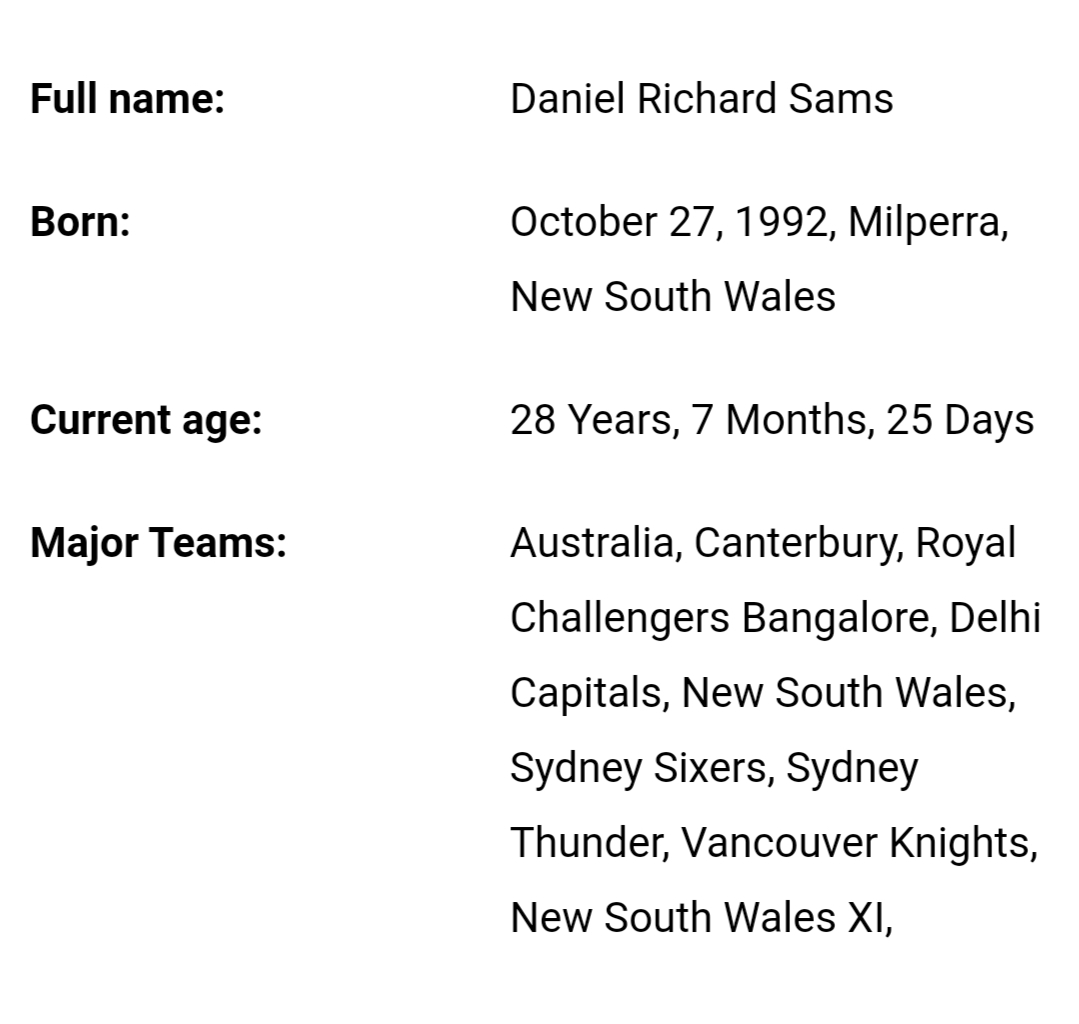 Full name: Daniel Richard Sams
Born: October 27, 1992, Milperra,
New South Wales
Current age: 28 Years, 7 Months, 25 Days
Major Teams: Australia, Canterbury, Royal
Challengers Bangalore, Delhi
Capitals, New South Wales,
Sydney Sixers, Sydney
Thunder, Vancouver Knights,
New South Wales XI,